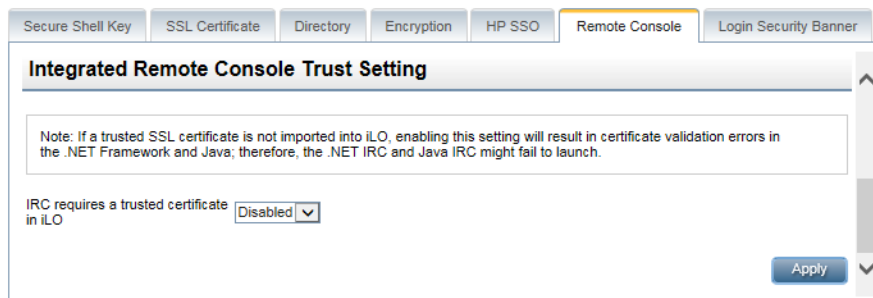 Secure Shell Key SSL Certificate Directory Encryption HP SSO Remote Console Login Security Banner
Integrated Remote Console Trust Setting
Note: If a trusted SSL certificate is not imported into iLO, enabling this setting will result in certificate validation errors in
the .NET Framework and Java; therefore, the .NET IRC and Java IRC might fail to launch.
IRC requires a trusted certificate
in iLO
Disabled
Apply